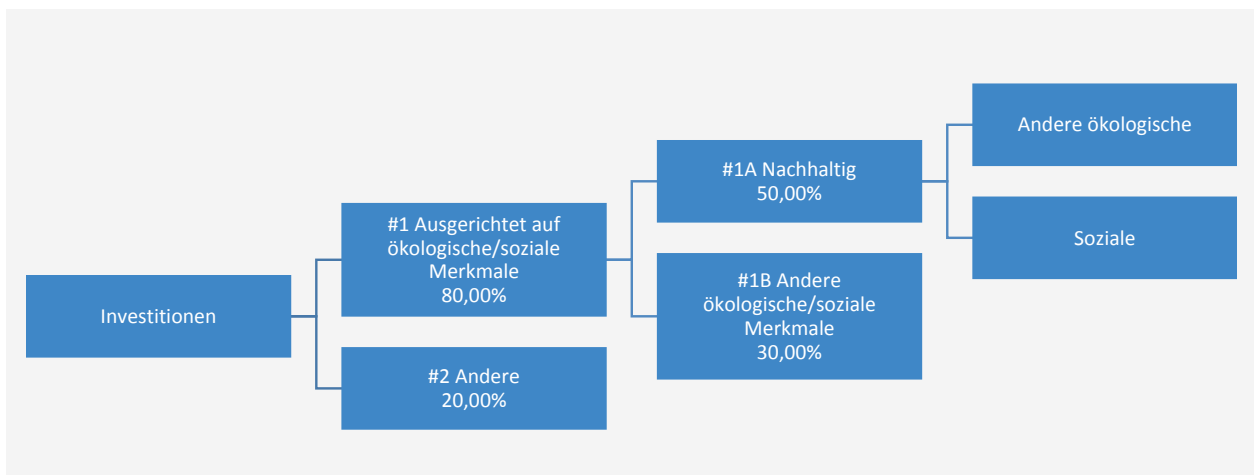 Investitionen
#1 Ausgerichtet auf
ökologische/soziale
Merkmale
80,00%
#2 Andere
20,00%
#1A Nachhaltig
50,00%
#1B Andere
ökologische/soziale
Merkmale
30,00%
Andere ökologische
Soziale